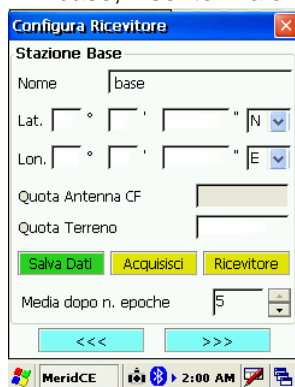 Configura Ricevitore
Stazione Base
Nome base
Lat. ° ' " N
Lon. ° ' " E
Quota Antenna CF
Quota Terreno
Salva Dati Acquisisci Ricevitore
Media dopo n. epoche 5
<<< >>>
MeridCE 2:00 AM